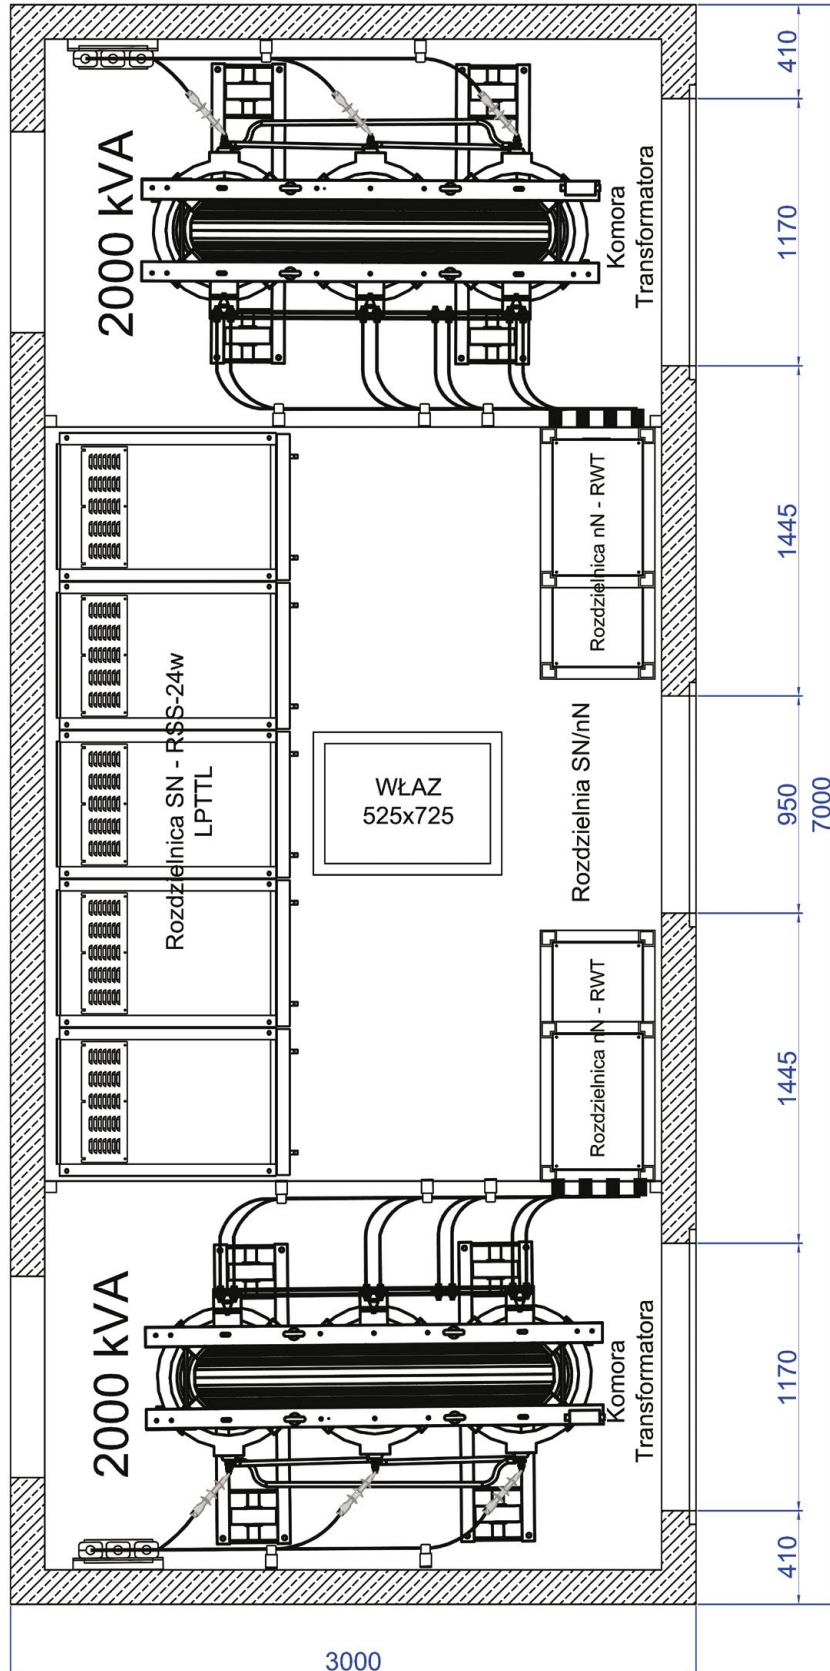 410
2000 kVA
Komora
Transformatora
1170
Rozdzielnica nN - RWT
1445
Rozdzielnica SN - RSS-24w
LPTTL
WŁAZ
525x725
Rozdzielnia SN/nN
950
7000
Rozdzielnica nN - RWT
1445
2000 kVA
Komora
Transformatora
1170
410
3000